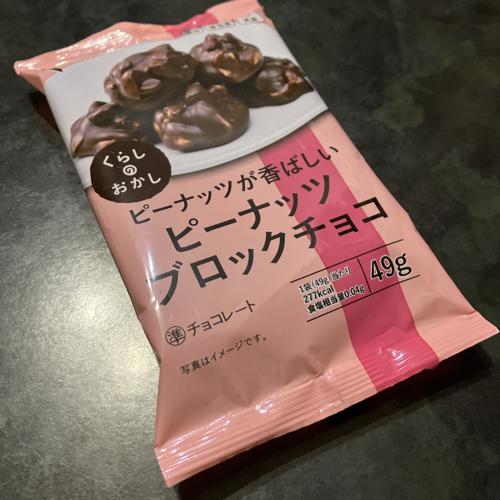 くらし
の
おかし
ピーナッツが香ばしい
ピーナッツ
ブロックチョコ
1袋(49g)当たり
277kcal
食塩相当量0.04g
49g
準 チョコレート
写真はイメージです。